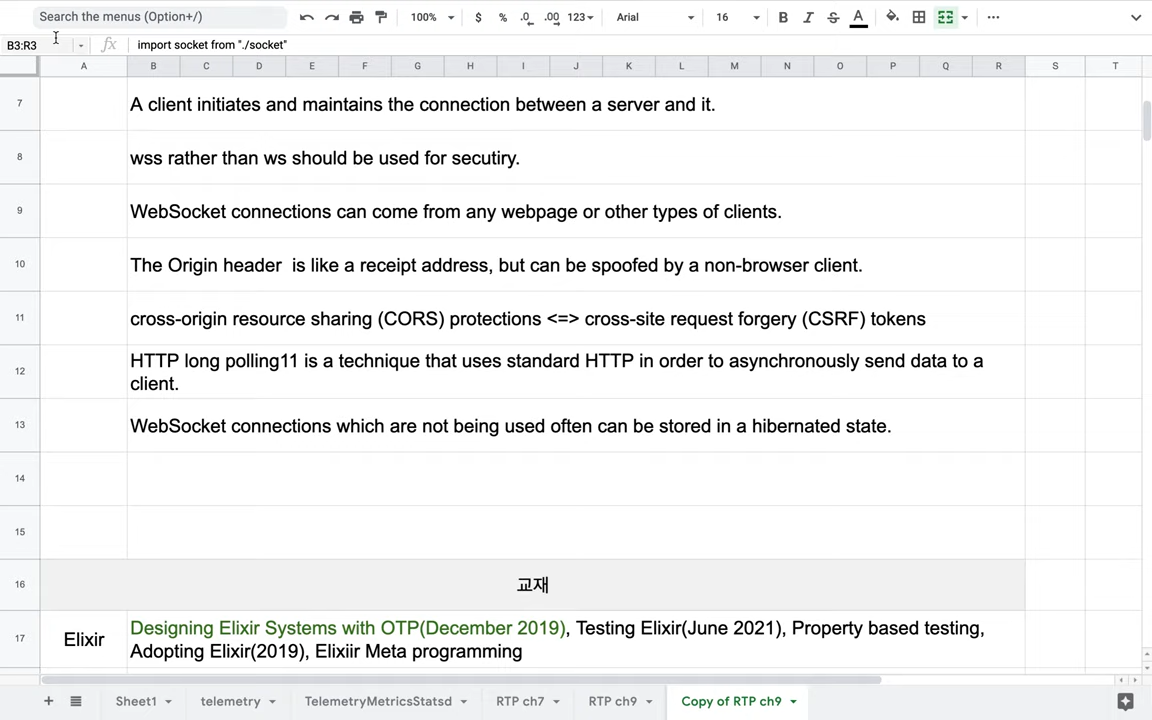 Search the menus (Option+/)
100%
$
%
.0
.00
123
Arial
16
B
I
S
A
B3:R3
fx
import socket from "./socket"
A
B
C
D
E
F
G
H
I
J
K
L
M
N
O
P
Q
R
S
T
7
A client initiates and maintains the connection between a server and it.
8
wss rather than ws should be used for secutiry.
9
WebSocket connections can come from any webpage or other types of clients.
10
The Origin header  is like a receipt address, but can be spoofed by a non-browser client.
11
cross-origin resource sharing (CORS) protections <=> cross-site request forgery (CSRF) tokens
12
HTTP long polling11 is a technique that uses standard HTTP in order to asynchronously send data to a
client.
13
WebSocket connections which are not being used often can be stored in a hibernated state.
14
15
16
교재
17
Elixir
Designing Elixir Systems with OTP(December 2019), Testing Elixir(June 2021), Property based testing,
Adopting Elixir(2019), Elixiir Meta programming
Sheet1
telemetry
TelemetryMetricsStatsd
RTP ch7
RTP ch9
Copy of RTP ch9